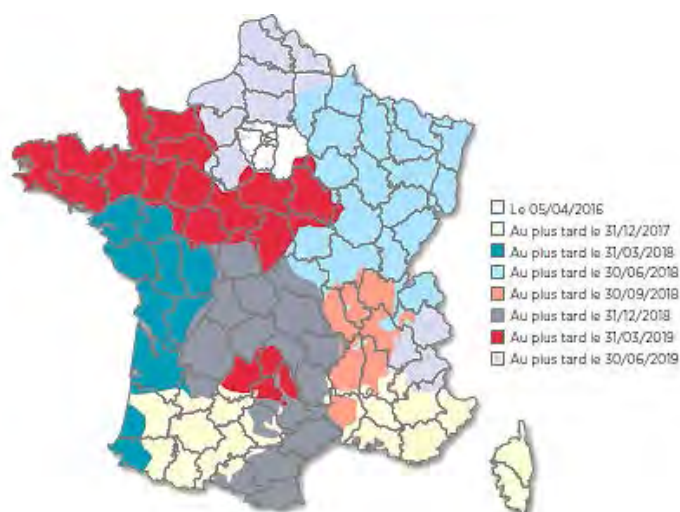 Le 05/04/2016
Au plus tard le 31/12/2017
Au plus tard le 31/03/2018
Au plus tard le 30/06/2018
Au plus tard le 30/09/2018
Au plus tard le 31/12/2018
Au plus tard le 31/03/2019
Au plus tard le 30/06/2019